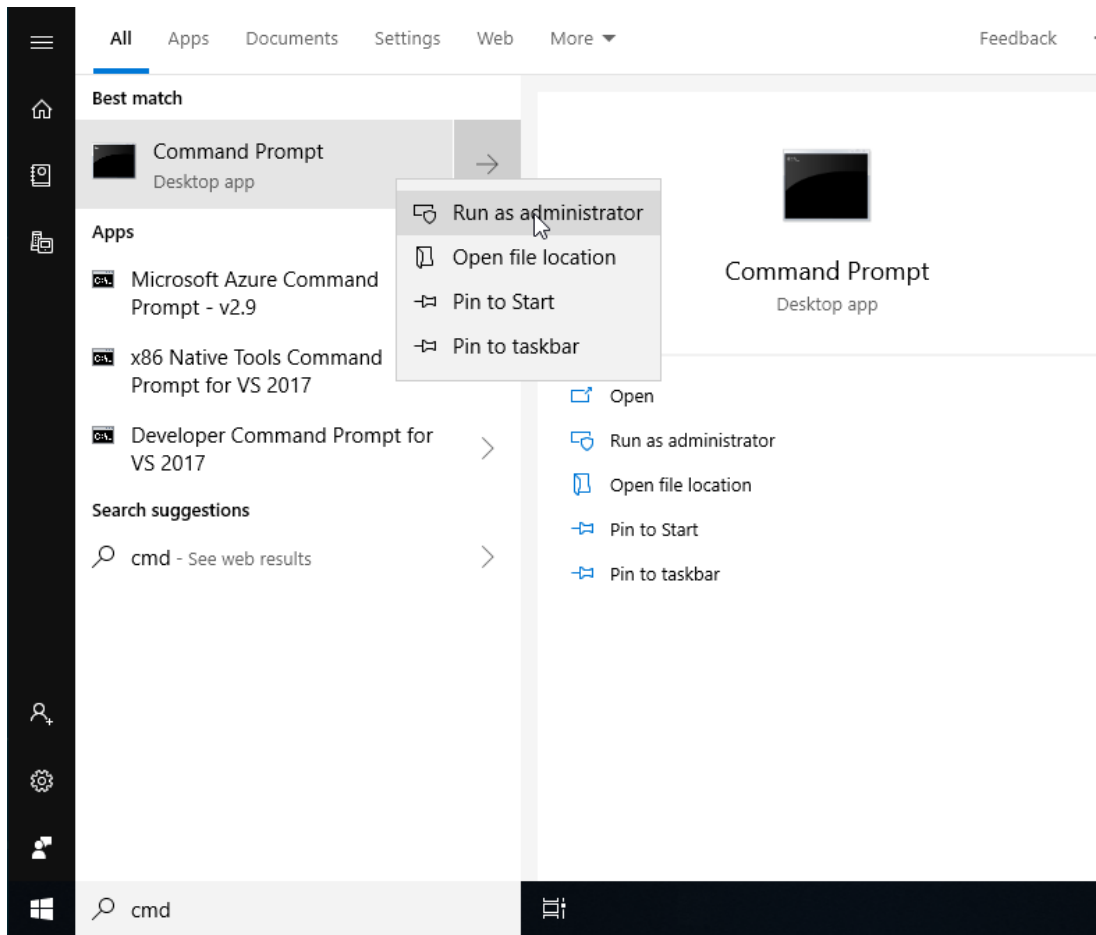 All Apps Documents Settings Web More Feedback
Best match
Command Prompt
Desktop app
Run as administrator
Open file location
Pin to Start
Pin to taskbar
Apps
Microsoft Azure Command
Prompt - v2.9
x86 Native Tools Command
Prompt for VS 2017
Developer Command Prompt for
VS 2017
Search suggestions
cmd - See web results
Command Prompt
Desktop app
Open
Run as administrator
Open file location
Pin to Start
Pin to taskbar
cmd